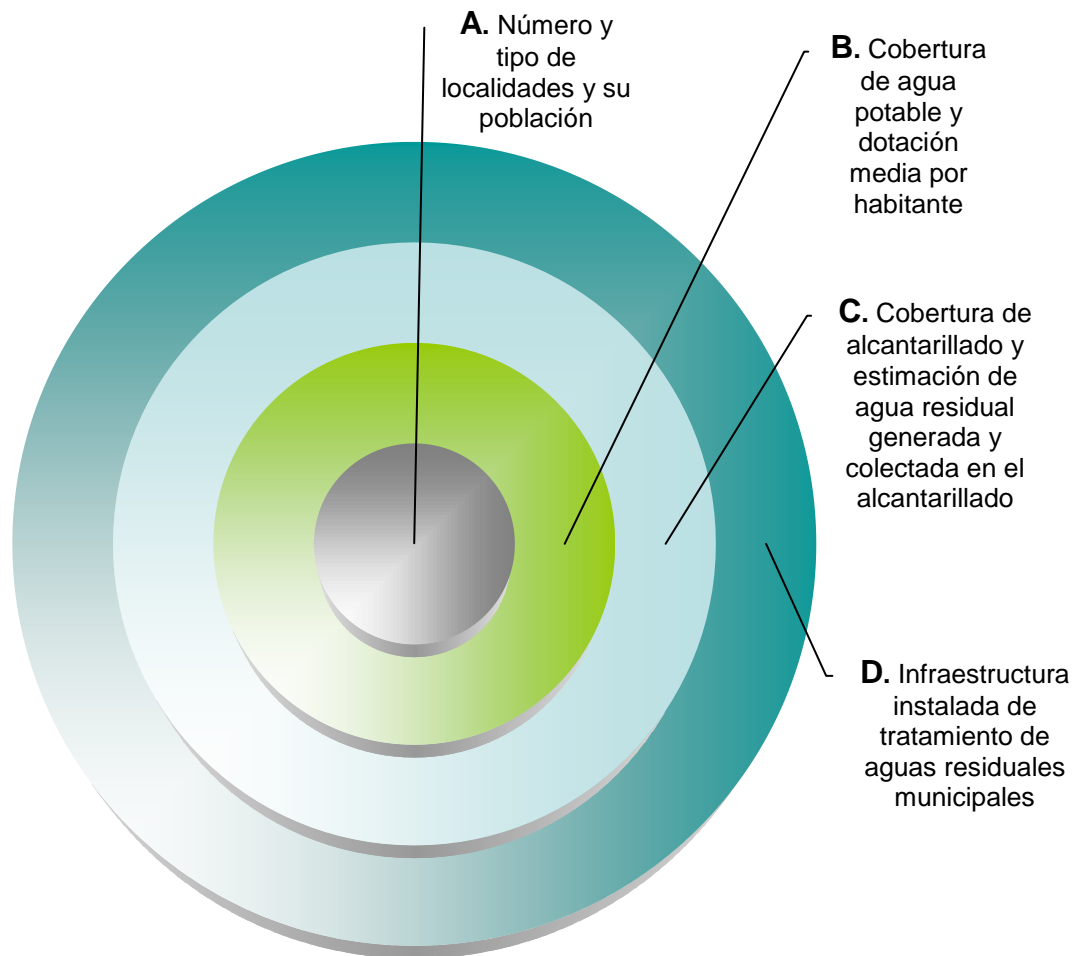 A. Número y
tipo de
localidades y su
población
B. Cobertura
de agua
potable y
dotación
media por
habitante
C. Cobertura de
alcantarillado y
estimación de
agua residual
generada y
colectada en el
alcantarillado
D. Infraestructura
instalada de
tratamiento de
aguas residuales
municipales